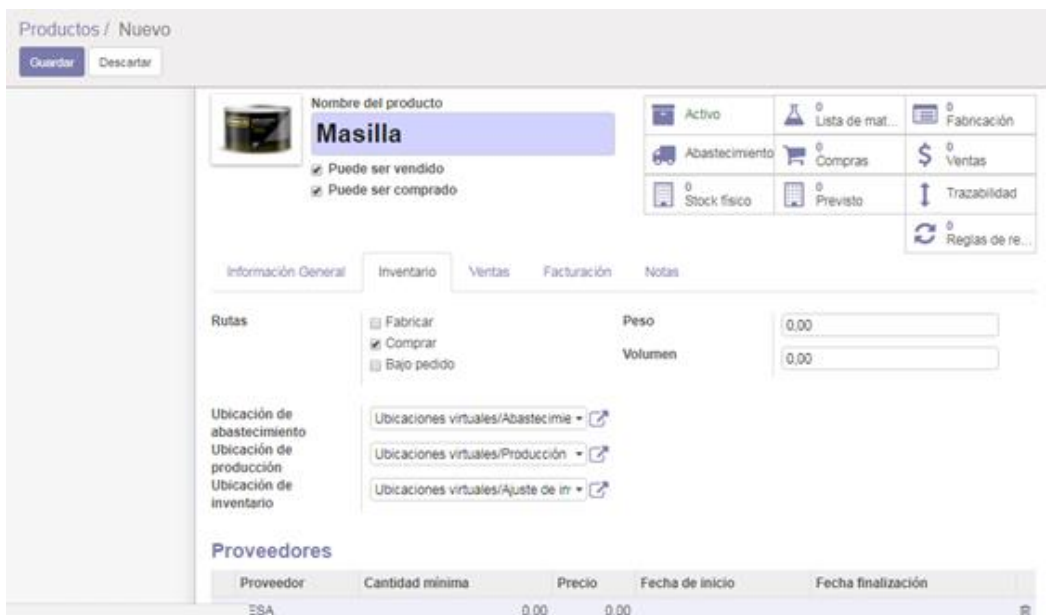 Productos / Nuevo
Guardar Descartar
Nombre del producto
Masilla
Puede ser vendido
Puede ser comprado
Activo
0
Lista de mat...
0
Fabricación
Abastecimiento
0
Compras
0
Ventas
0
Stock físico
0
Previsto
Trazabilidad
0
Reglas de re...
Información General Inventario Ventas Facturación Notas
Rutas
Fabricar
Comprar
Bajo pedido
Peso 0,00
Volumen 0,00
Ubicación de
abastecimiento
Ubicaciones virtuales/Abastecimie
Ubicación de
producción
Ubicaciones virtuales/Producción
Ubicación de
inventario
Ubicaciones virtuales/Ajuste de in
Proveedores
Proveedor Cantidad mínima Precio Fecha de inicio Fecha finalización
0,00 0,00